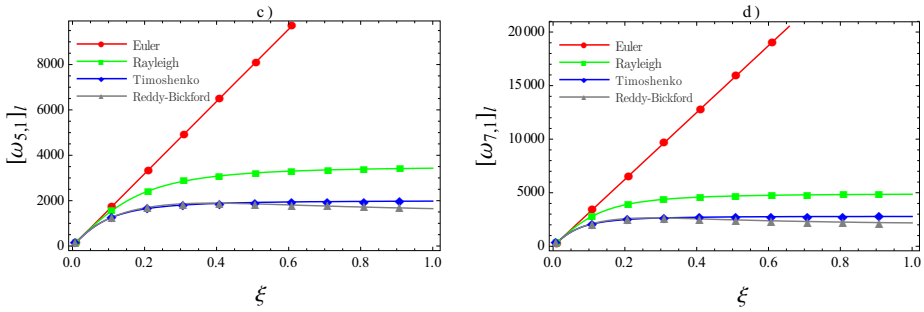 c)
[ω5,1]l
8000
6000
4000
2000
0
Euler
Rayleigh
Timoshenko
Reddy-Bickford
0.0 0.2 0.4 0.6 0.8 1.0
ξ
d)
[ω7,1]l
20 000
15 000
10 000
5000
0
Euler
Rayleigh
Timoshenko
Reddy-Bickford
0.0 0.2 0.4 0.6 0.8 1.0
ξ